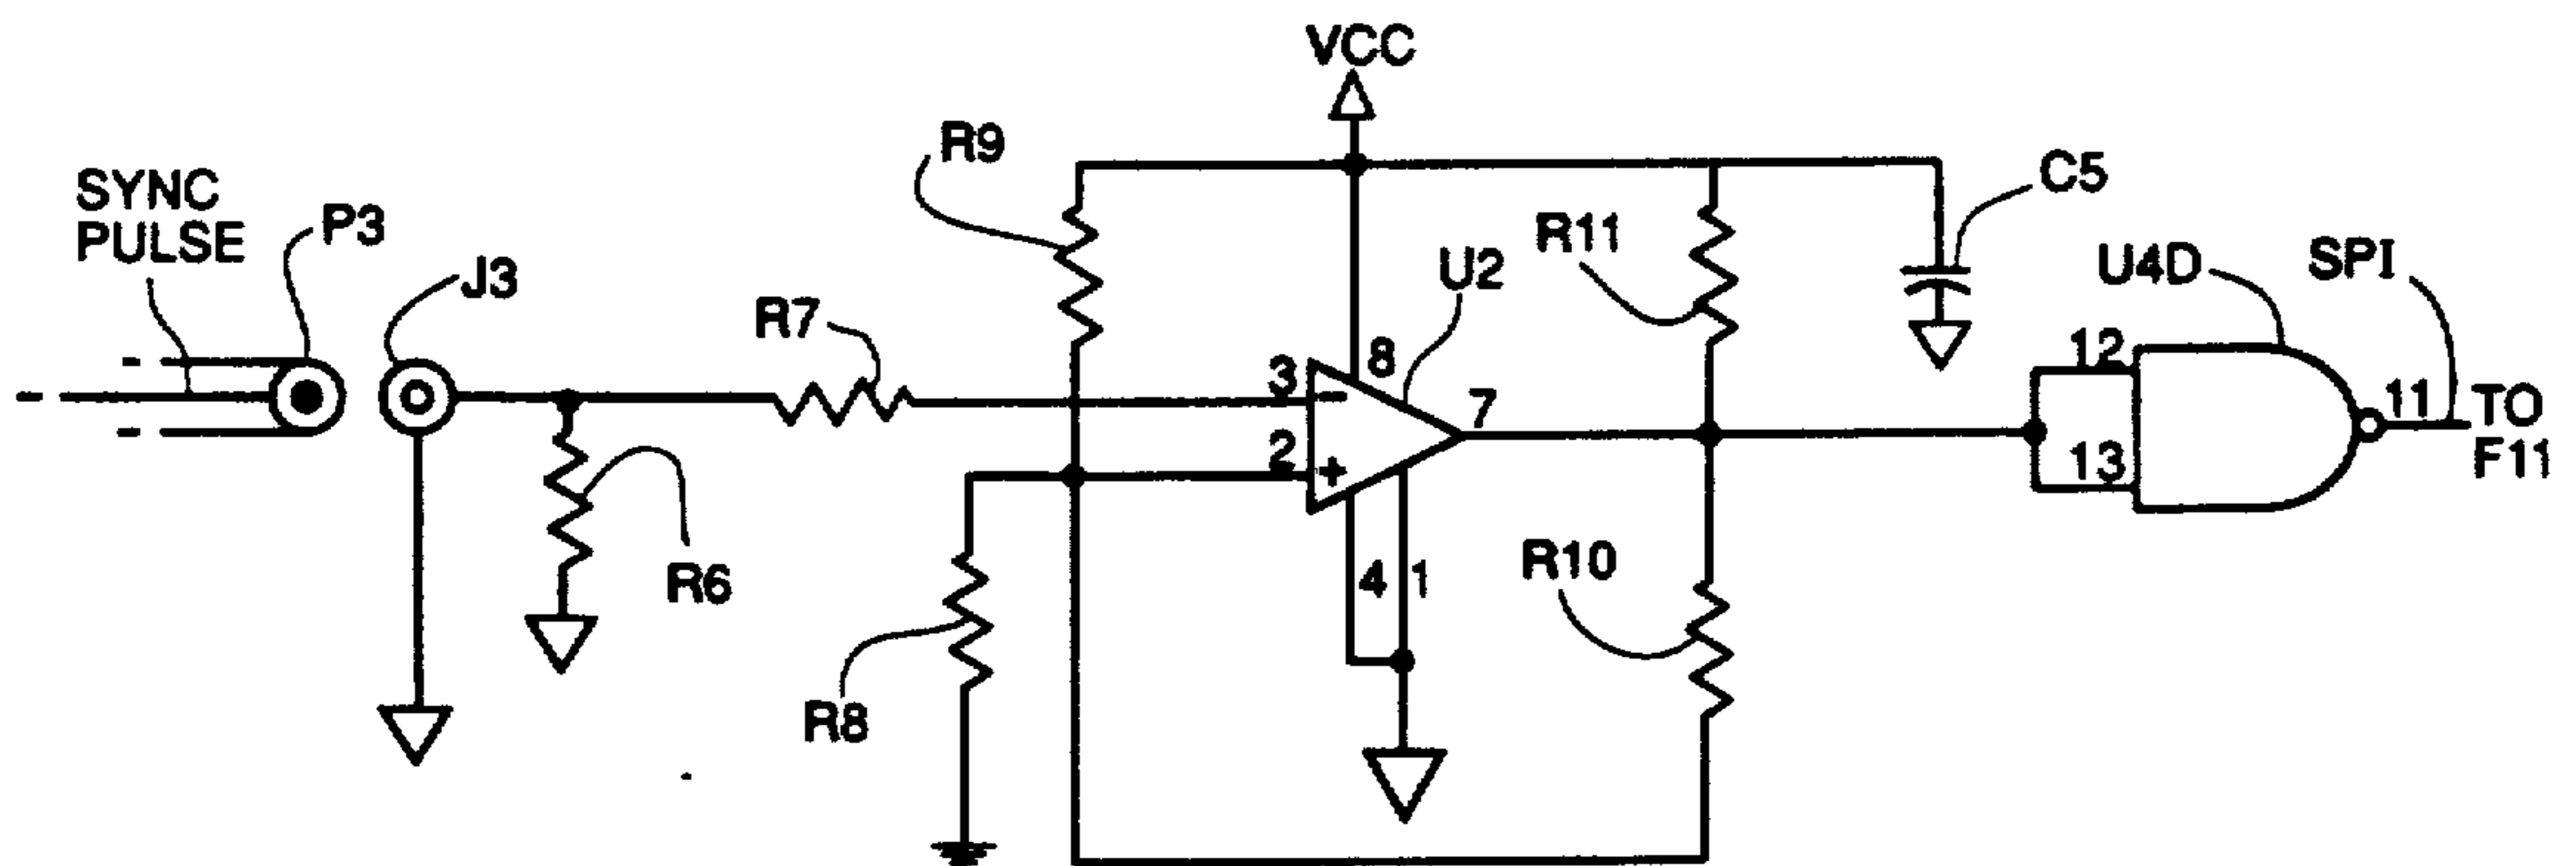 VCC
R9
SYNC
PULSE
P3
J3
R7
R11
C5
U2
U4D
SPI
3
-
8
7
2
+
12
13
11
TO
F11
R6
R8
4
1
R10